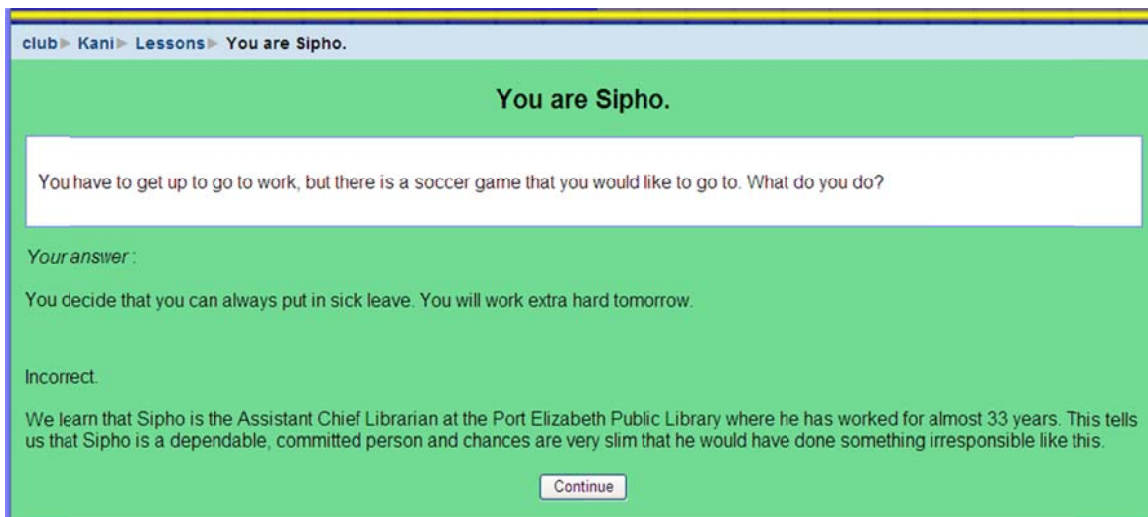 club► Kani► Lessons► You are Sipho.
You are Sipho.
You have to get up to go to work, but there is a soccer game that you would like to go to. What do you do?
Your answer :
You decide that you can always put in sick leave. You will work extra hard tomorrow.
Incorrect.
We learn that Sipho is the Assistant Chief Librarian at the Port Elizabeth Public Library where he has worked for almost 33 years. This tells
us that Sipho is a dependable, committed person and chances are very slim that he would have done something irresponsible like this.
Continue